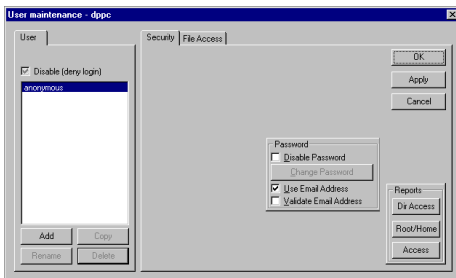 User maintenance - dppc
User
Security File Access
Disable (deny login)
anonymous
OK
Apply
Cancel
Password
Disable Password
Change Password
Use Email Address
Validate Email Address
Reports
Dir Access
Root/Home
Access
Add Copy
Rename Delete